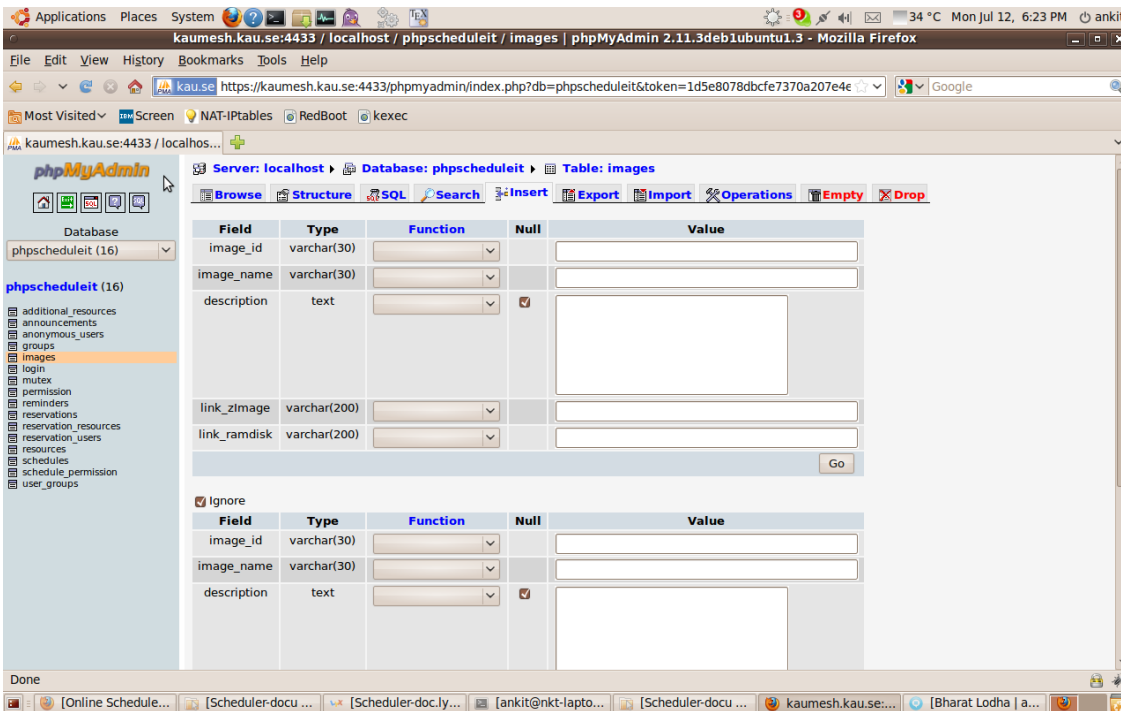 Applications Places System 34 °C Mon Jul 12, 6:23 PM anki
kaumesh.kau.se:4433 / localhost / phpscheduleit / images | phpMyAdmin 2.11.3deb1ubuntu1.3 - Mozilla Firefox
File Edit View History Bookmarks Tools Help
kau.se https://kaumesh.kau.se:4433/phpmyadmin/index.php?db=phpscheduleit&token=1d5e8078dbcfe7370a207e4e Google
Most Visited IBM Screen NAT-IPtables RedBoot kexec
kaumesh.kau.se:4433 / localhos...
phpMyAdmin
Database
phpscheduleit (16)
phpscheduleit (16)
additional_resources
announcements
anonymous_users
groups
images
login
mutex
permission
reminders
reservations
reservation_resources
reservation_users
resources
schedules
schedule_permission
user_groups
Server: localhost Database: phpscheduleit Table: images
Browse Structure SQL Search Insert Export Import Operations Empty Drop
Field Type Function Null Value
image_id varchar(30)
image_name varchar(30)
description text
link_zImage varchar(200)
link_ramdisk varchar(200)
Go
Ignore
Field Type Function Null Value
image_id varchar(30)
image_name varchar(30)
description text
Done
[Online Schedule... [Scheduler-docu ... [Scheduler-doc.ly... [ankit@nkt-lapto... [Scheduler-docu ... kaumesh.kau.se:... [Bharat Lodha | a...